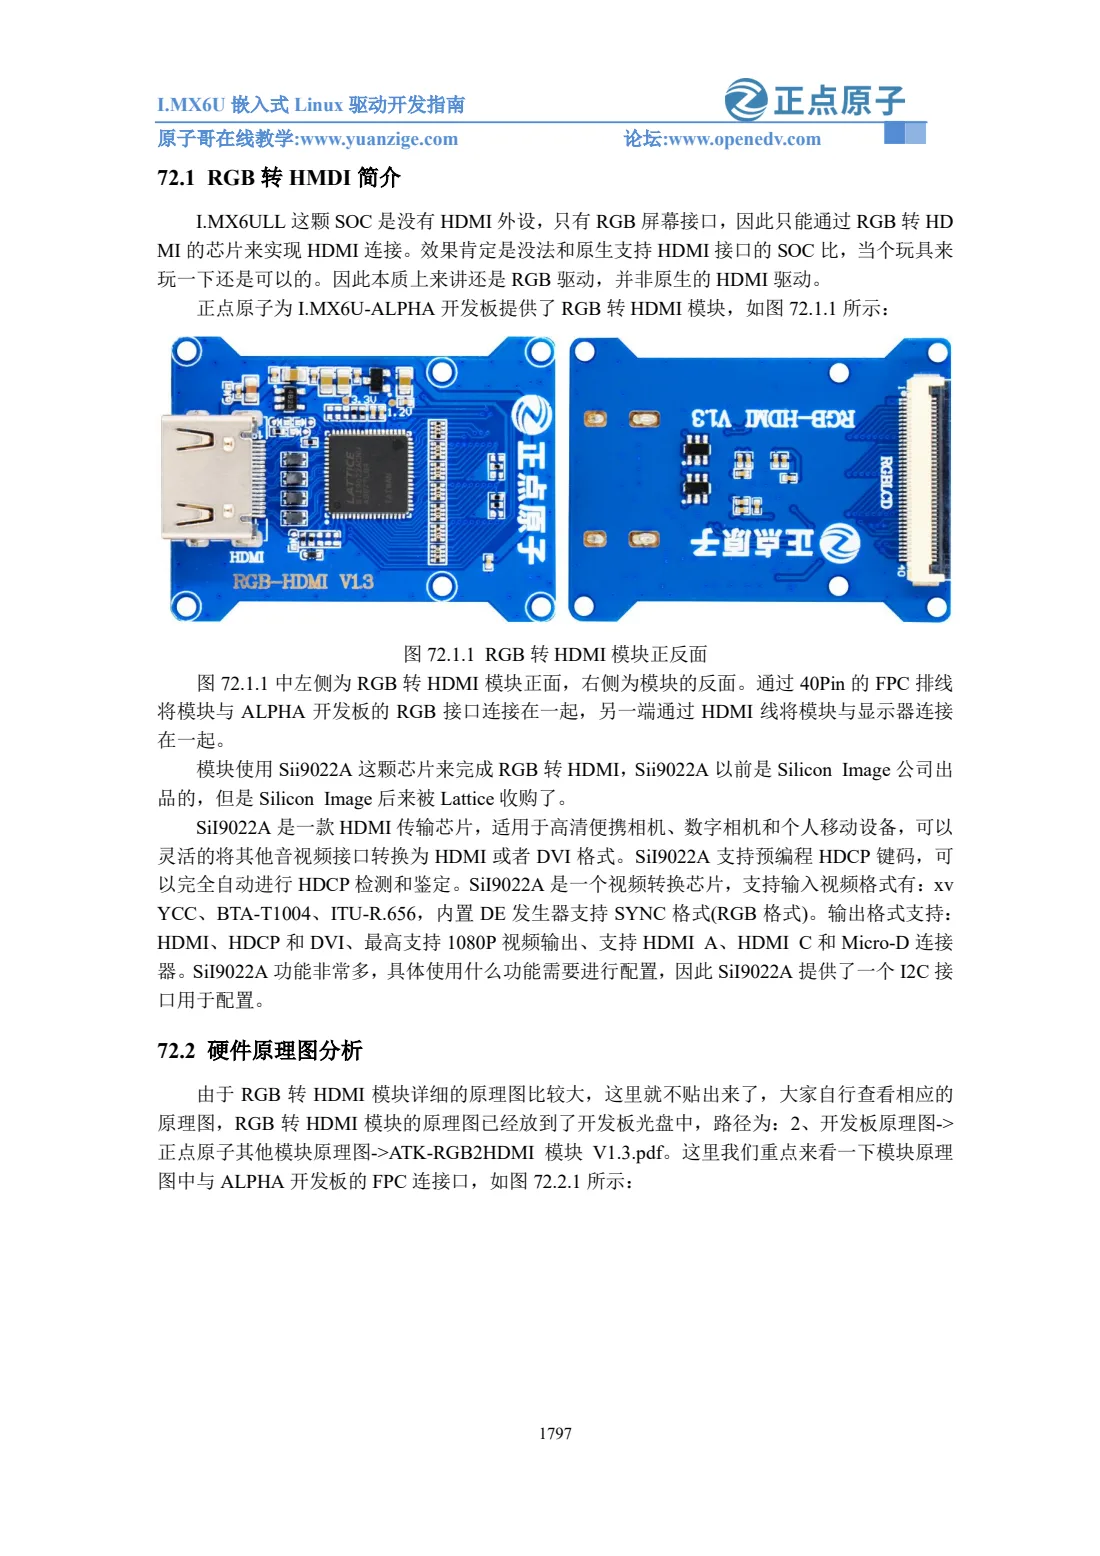 I.MX6U 嵌入式 Linux 驱动开发指南
正点原子
原子哥在线教学:www.yuanzige.com 论坛:www.openedv.com
72.1 RGB 转 HMDI 简介
I.MX6ULL 这颗 SOC 是没有 HDMI 外设，只有 RGB 屏幕接口，因此只能通过 RGB 转 HD
MI 的芯片来实现 HDMI 连接。效果肯定是没法和原生支持 HDMI 接口的 SOC 比，当个玩具来
玩一下还是可以的。因此本质上来讲还是 RGB 驱动，并非原生的 HDMI 驱动。
正点原子为 I.MX6U-ALPHA 开发板提供了 RGB 转 HDMI 模块，如图 72.1.1 所示：
3.3V
1.2V
LATTICE
正点原子
HDMI
RGB-HDMI V1.3
RGB-HDMI V1.3
RGBLCD
正点原子
40
图 72.1.1 RGB 转 HDMI 模块正反面
图 72.1.1 中左侧为 RGB 转 HDMI 模块正面，右侧为模块的反面。通过 40Pin 的 FPC 排线
将模块与 ALPHA 开发板的 RGB 接口连接在一起，另一端通过 HDMI 线将模块与显示器连接
在一起。
模块使用 Sii9022A 这颗芯片来完成 RGB 转 HDMI，Sii9022A 以前是 Silicon Image 公司出
品的，但是 Silicon Image 后来被 Lattice 收购了。
SiI9022A 是一款 HDMI 传输芯片，适用于高清便携相机、数字相机和个人移动设备，可以
灵活的将其他音视频接口转换为 HDMI 或者 DVI 格式。SiI9022A 支持预编程 HDCP 键码，可
以完全自动进行 HDCP 检测和鉴定。SiI9022A 是一个视频转换芯片，支持输入视频格式有：xv
YCC、BTA-T1004、ITU-R.656，内置 DE 发生器支持 SYNC 格式(RGB 格式)。输出格式支持：
HDMI、HDCP 和 DVI、最高支持 1080P 视频输出、支持 HDMI A、HDMI C 和 Micro-D 连接
器。SiI9022A 功能非常多，具体使用什么功能需要进行配置，因此 SiI9022A 提供了一个 I2C 接
口用于配置。
72.2 硬件原理图分析
由于 RGB 转 HDMI 模块详细的原理图比较大，这里就不贴出来了，大家自行查看相应的
原理图，RGB 转 HDMI 模块的原理图已经放到了开发板光盘中，路径为：2、开发板原理图->
正点原子其他模块原理图->ATK-RGB2HDMI 模块 V1.3.pdf。这里我们重点来看一下模块原理
图中与 ALPHA 开发板的 FPC 连接口，如图 72.2.1 所示：
1797